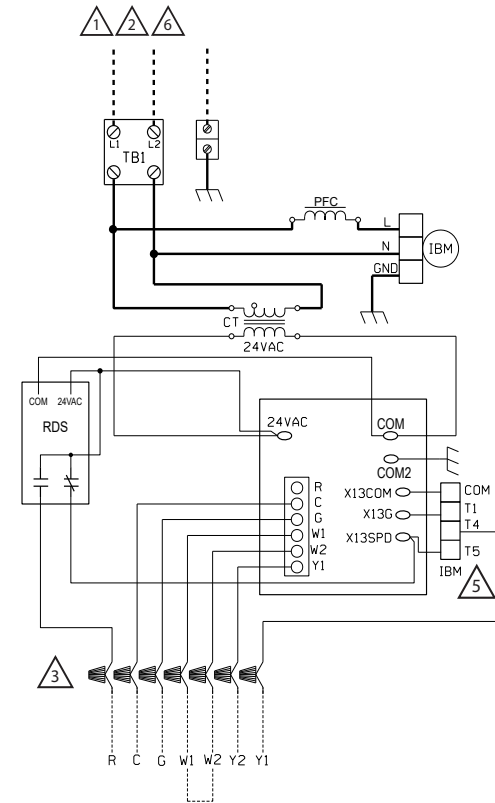 1 2 6
L1 L2
TB1
PFC
L
N
IBM
GND
CT
24VAC
COM 24VAC
RDS
24VAC
COM
COM2
R
C
G
W1
W2
Y1
X13COM
X13G
X13SPD
COM
T1
T4
T5
IBM
5
3
R C G W1 W2 Y2 Y1